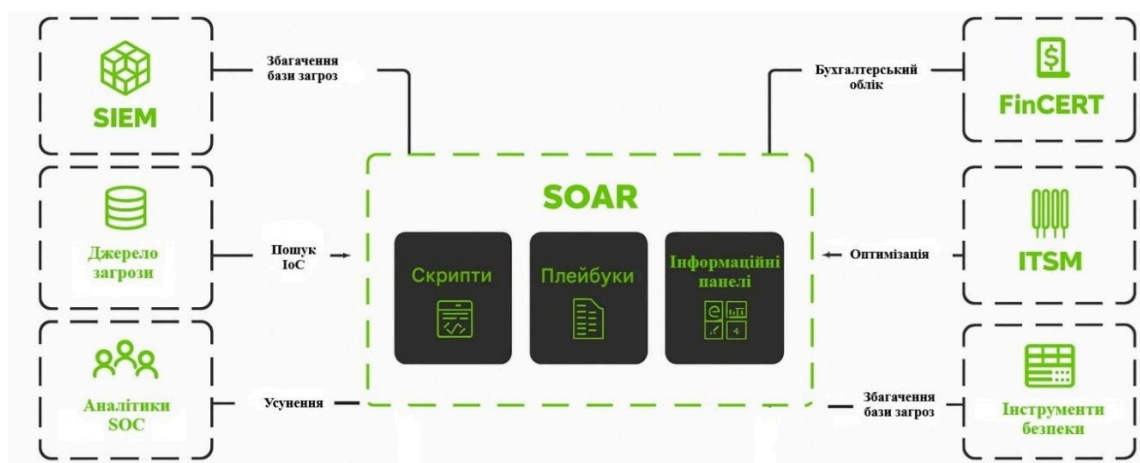 SIEM
Збагачення
бази загроз
Бухгалтерський
облік
FinCERT
Джерело
загрози
Пошук
IoC
SOAR
Скрипти
Плейбуки
Інформаційні
панелі
Оптимізація
ITSM
Аналітики
SOC
Усунення
Збагачення
бази загроз
Інструменти
безпеки